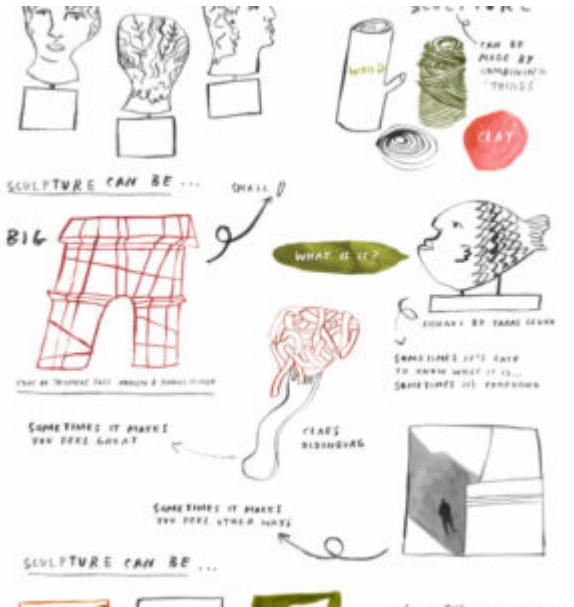 SCULPTURE
CAN BE
MADE BY
COMBINING
THINGS
WOOD
CLAY
SCULPTURE CAN BE ...
SMALL
BIG
WHAT IS IT?
SOMETIMES IT'S EASY
TO KNOW WHAT IT IS...
SOMETIMES IT'S CONFUSING
SOMETIMES IT MAKES
YOU FEEL GREAT
CLAES
OLDENBURG
SOMETIMES IT MAKES
YOU FEEL OTHER WAYS
SCULPTURE CAN BE ...